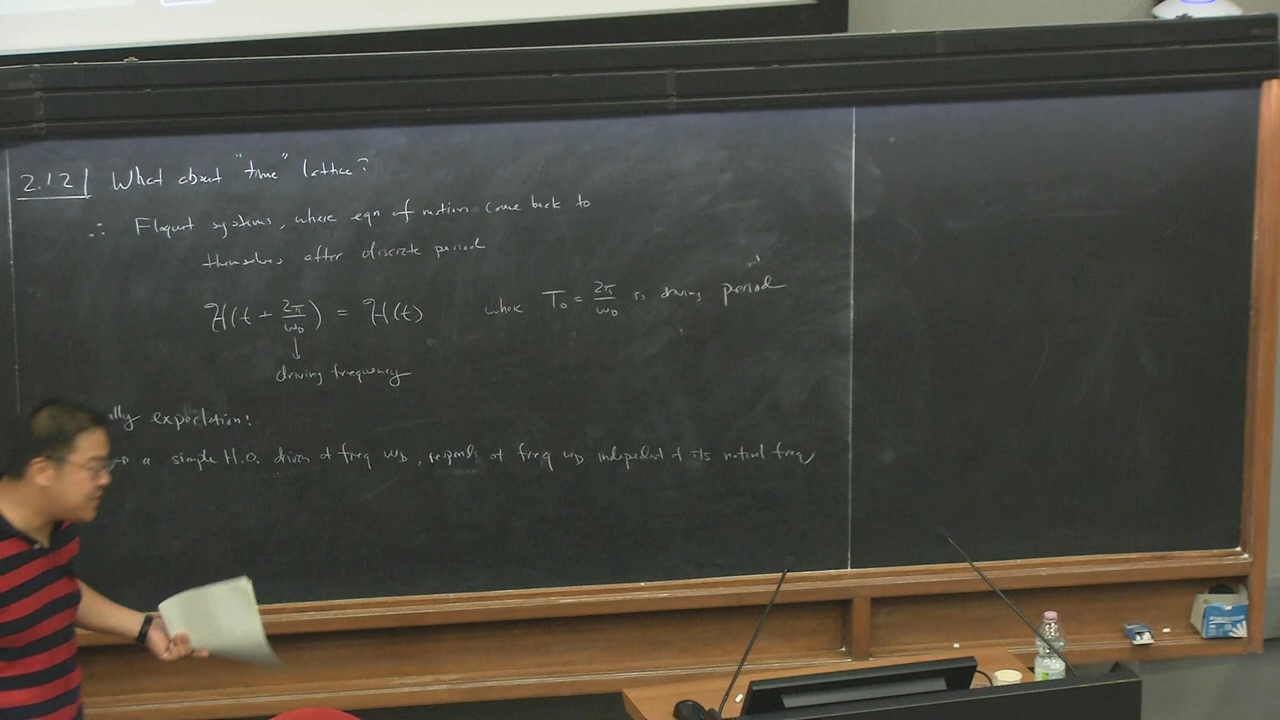 2.12 | What about "time" lattice?
∴ Floquet systems, where eqn of motion come back to
themselves after discrete period
H(t + 2π/ω_D) = H(t) where T_D = 2π/ω_D is driving period
↓
driving frequency
expectation:
→ a simple H.O. driven at freq ω_D, responds at freq ω_D independent of its natural freq